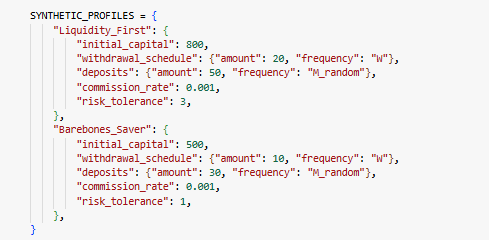 SYNTHETIC_PROFILES = {
    "Liquidity_First": {
        "initial_capital": 800,
        "withdrawal_schedule": {"amount": 20, "frequency": "W"},
        "deposits": {"amount": 50, "frequency": "M_random"},
        "commission_rate": 0.001,
        "risk_tolerance": 3,
    },
    "Barebones_Saver": {
        "initial_capital": 500,
        "withdrawal_schedule": {"amount": 10, "frequency": "W"},
        "deposits": {"amount": 30, "frequency": "M_random"},
        "commission_rate": 0.001,
        "risk_tolerance": 1,
    },
}